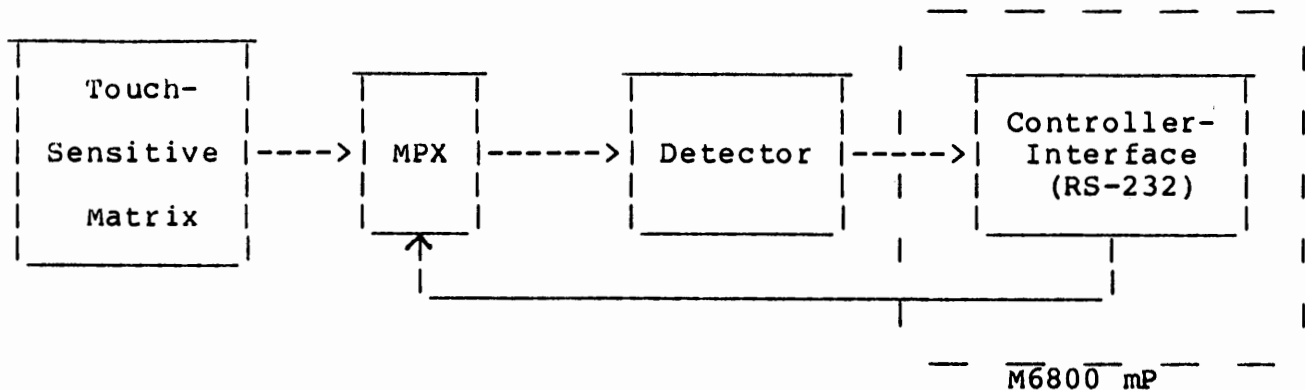 Touch-
Sensitive
Matrix
MPX
Detector
Controller-
Interface
(RS-232)
M6800 mP